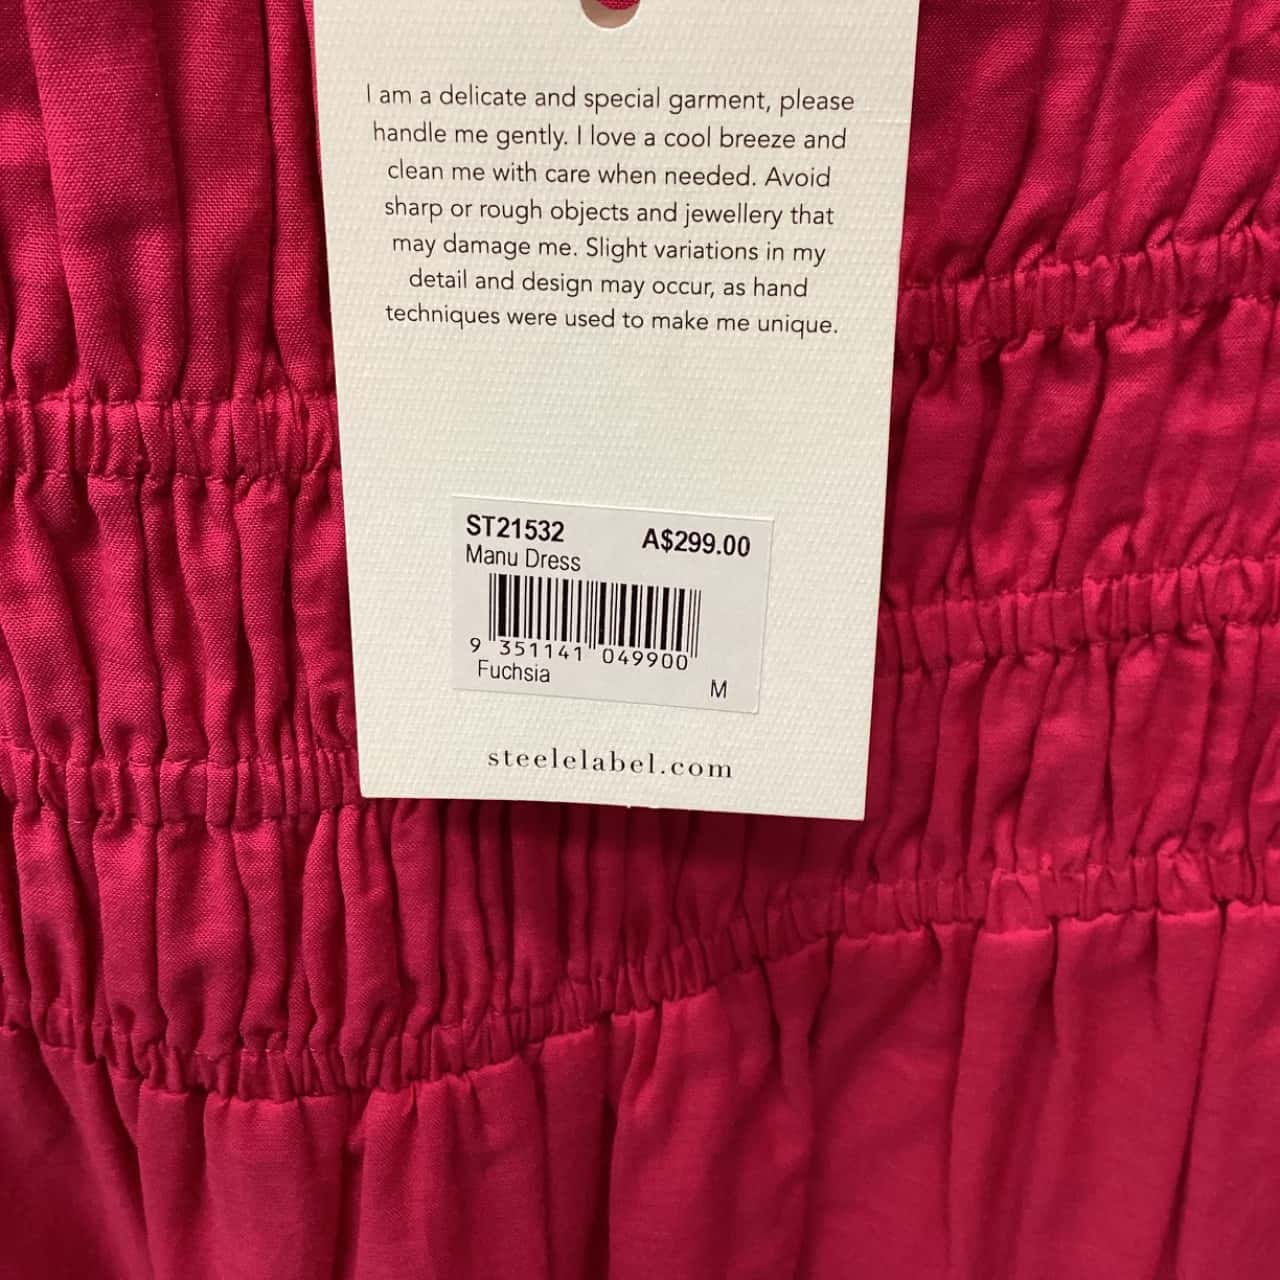 I am a delicate and special garment, please
handle me gently. I love a cool breeze and
clean me with care when needed. Avoid
sharp or rough objects and jewellery that
may damage me. Slight variations in my
detail and design may occur, as hand
techniques were used to make me unique.
ST21532 A$299.00
Manu Dress
9 351141 049900
Fuchsia M
steelelabel.com